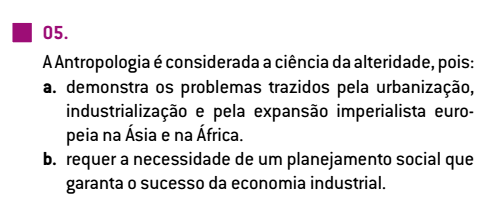 05.
A Antropologia é considerada a ciência da alteridade, pois:
a. demonstra os problemas trazidos pela urbanização,
industrialização e pela expansão imperialista euro-
peia na Ásia e na África.
b. requer a necessidade de um planejamento social que
garanta o sucesso da economia industrial.